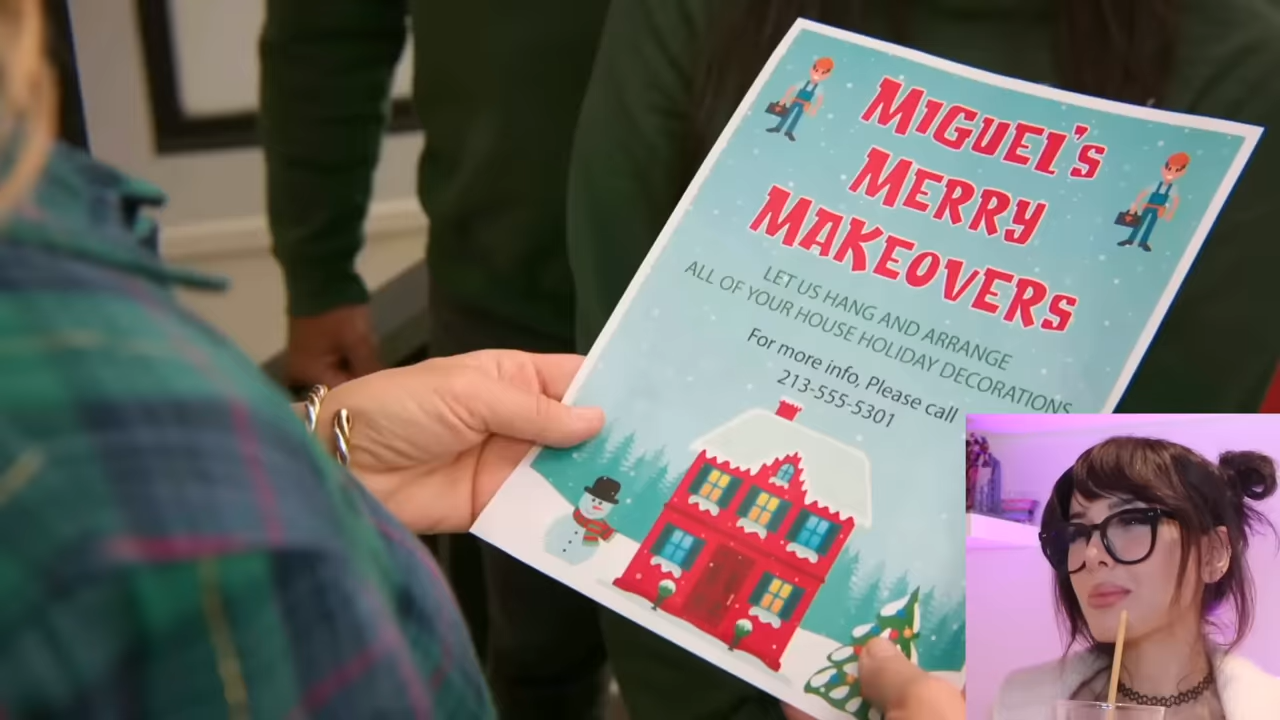 MIGUEL'S
MERRY
MAKEOVERS
LET US HANG AND ARRANGE
ALL OF YOUR HOUSE HOLIDAY DECORATIONS
For more info, Please call
213-555-5301